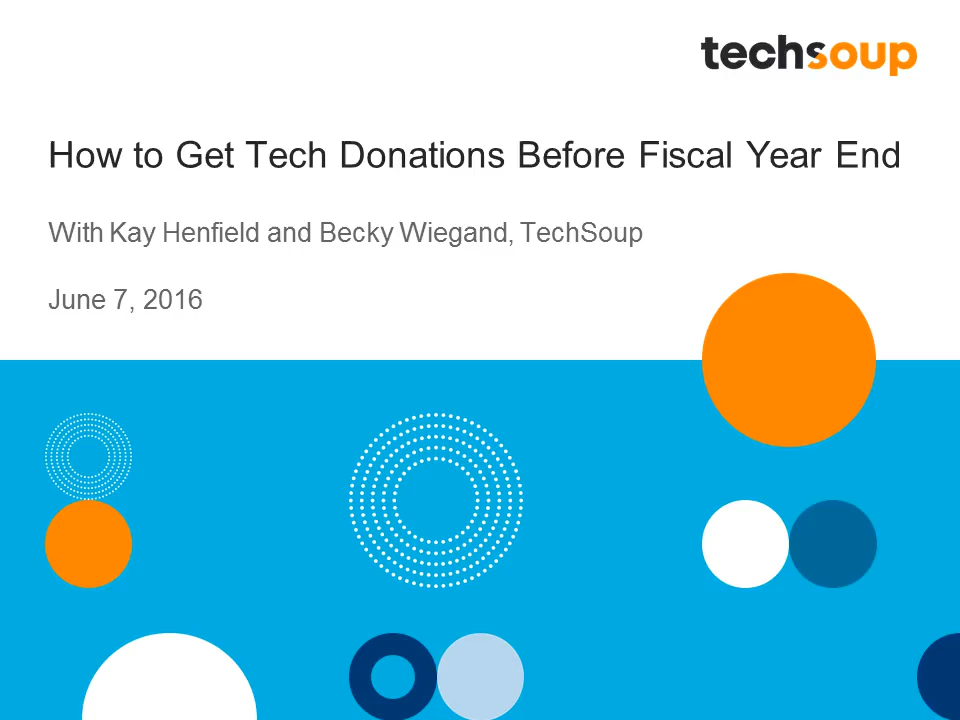 techsoup
How to Get Tech Donations Before Fiscal Year End
With Kay Henfield and Becky Wiegand, TechSoup
June 7, 2016